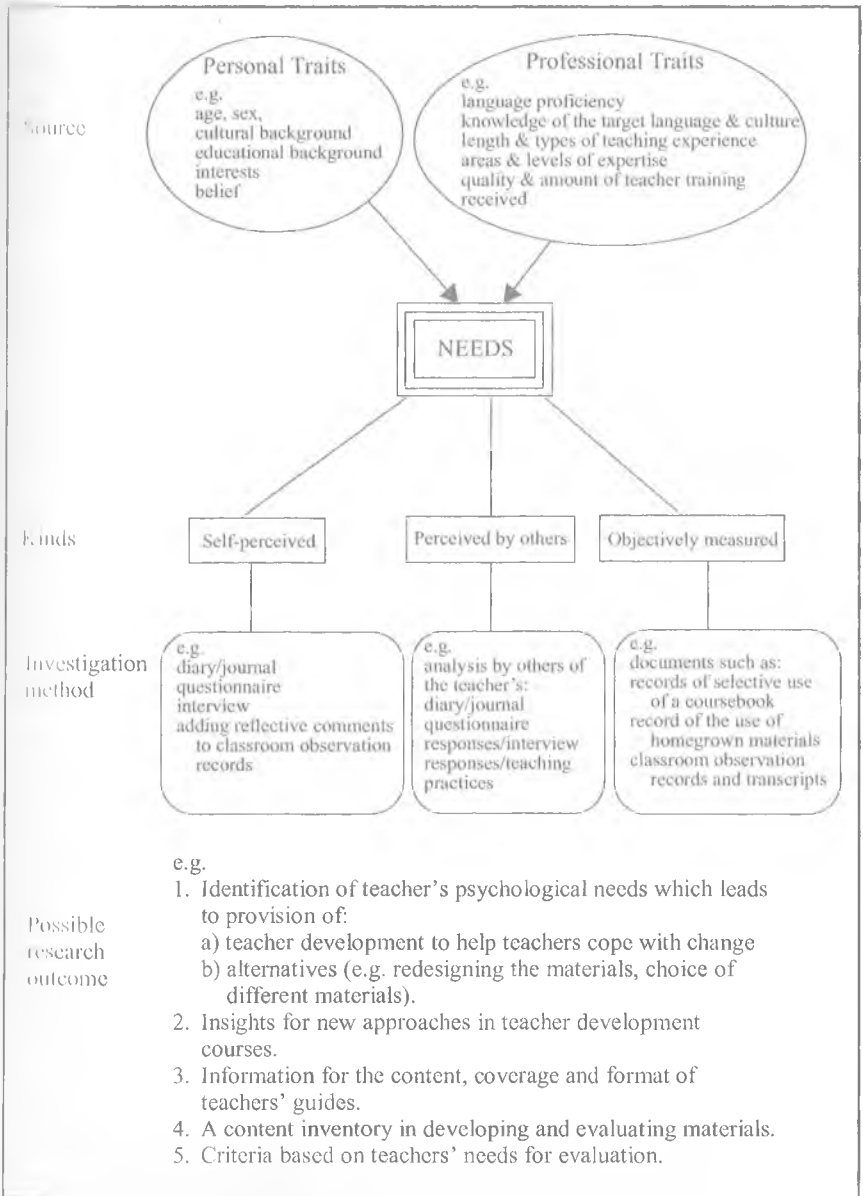 Source
Personal Traits
e.g.
age, sex,
cultural background
educational background
interests
belief
Professional Traits
e.g.
language proficiency
knowledge of the target language & culture
length & types of teaching experience
areas & levels of expertise
quality & amount of teacher training
received
NEEDS
Kinds
Self-perceived
Perceived by others
Objectively measured
Investigation
method
e.g.
diary/journal
questionnaire
interview
adding reflective comments
to classroom observation
records
e.g.
analysis by others of
the teacher's:
diary/journal
questionnaire
responses/interview
responses/teaching
practices
e.g.
documents such as:
records of selective use
of a coursebook
record of the use of
homegrown materials
classroom observation
records and transcripts
Possible
research
outcome
e.g.
1. Identification of teacher's psychological needs which leads
to provision of:
a) teacher development to help teachers cope with change
b) alternatives (e.g. redesigning the materials, choice of
different materials).
2. Insights for new approaches in teacher development
courses.
3. Information for the content, coverage and format of
teachers' guides.
4. A content inventory in developing and evaluating materials.
5. Criteria based on teachers' needs for evaluation.